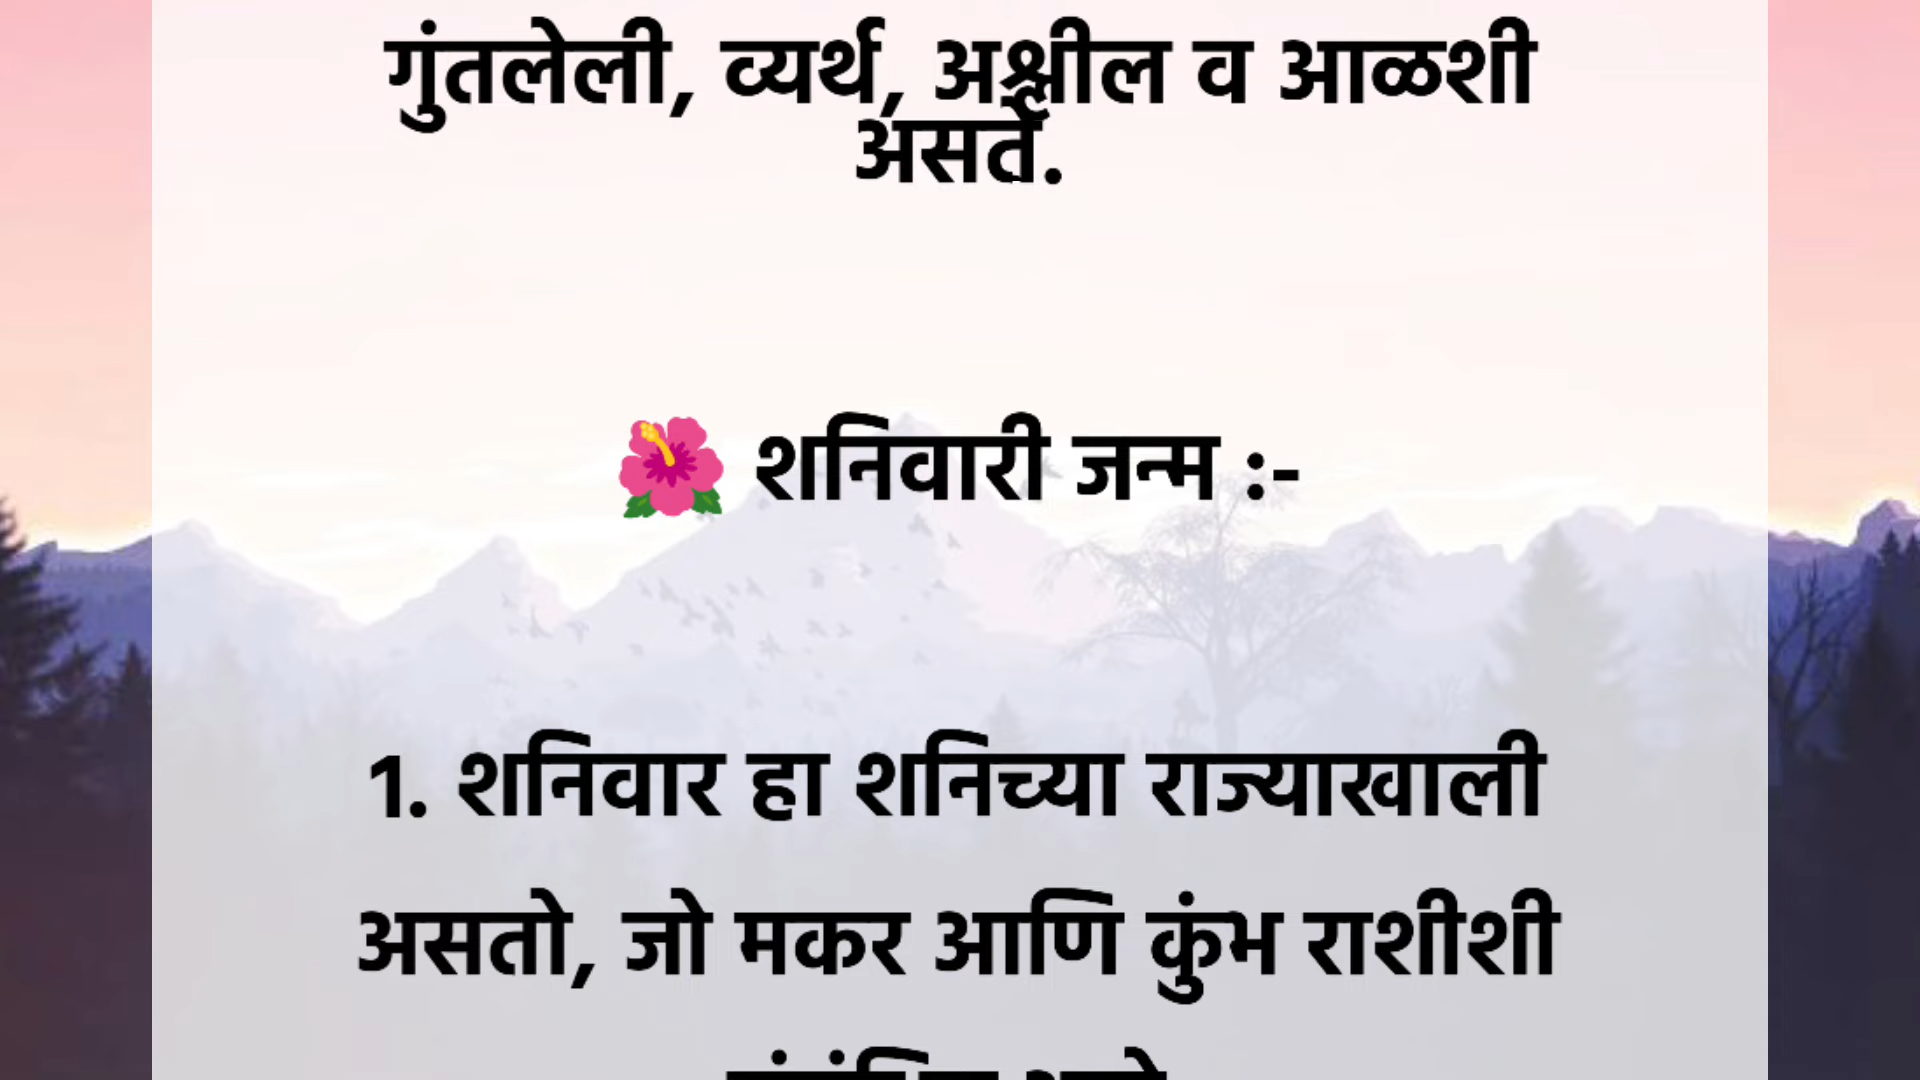 गुंतलेली, व्यर्थ, अश्लील व आळशी
असते.
🌺 शनिवारी जन्म :-
1. शनिवार हा शनिच्या राज्याखाली
असतो, जो मकर आणि कुंभ राशीशी